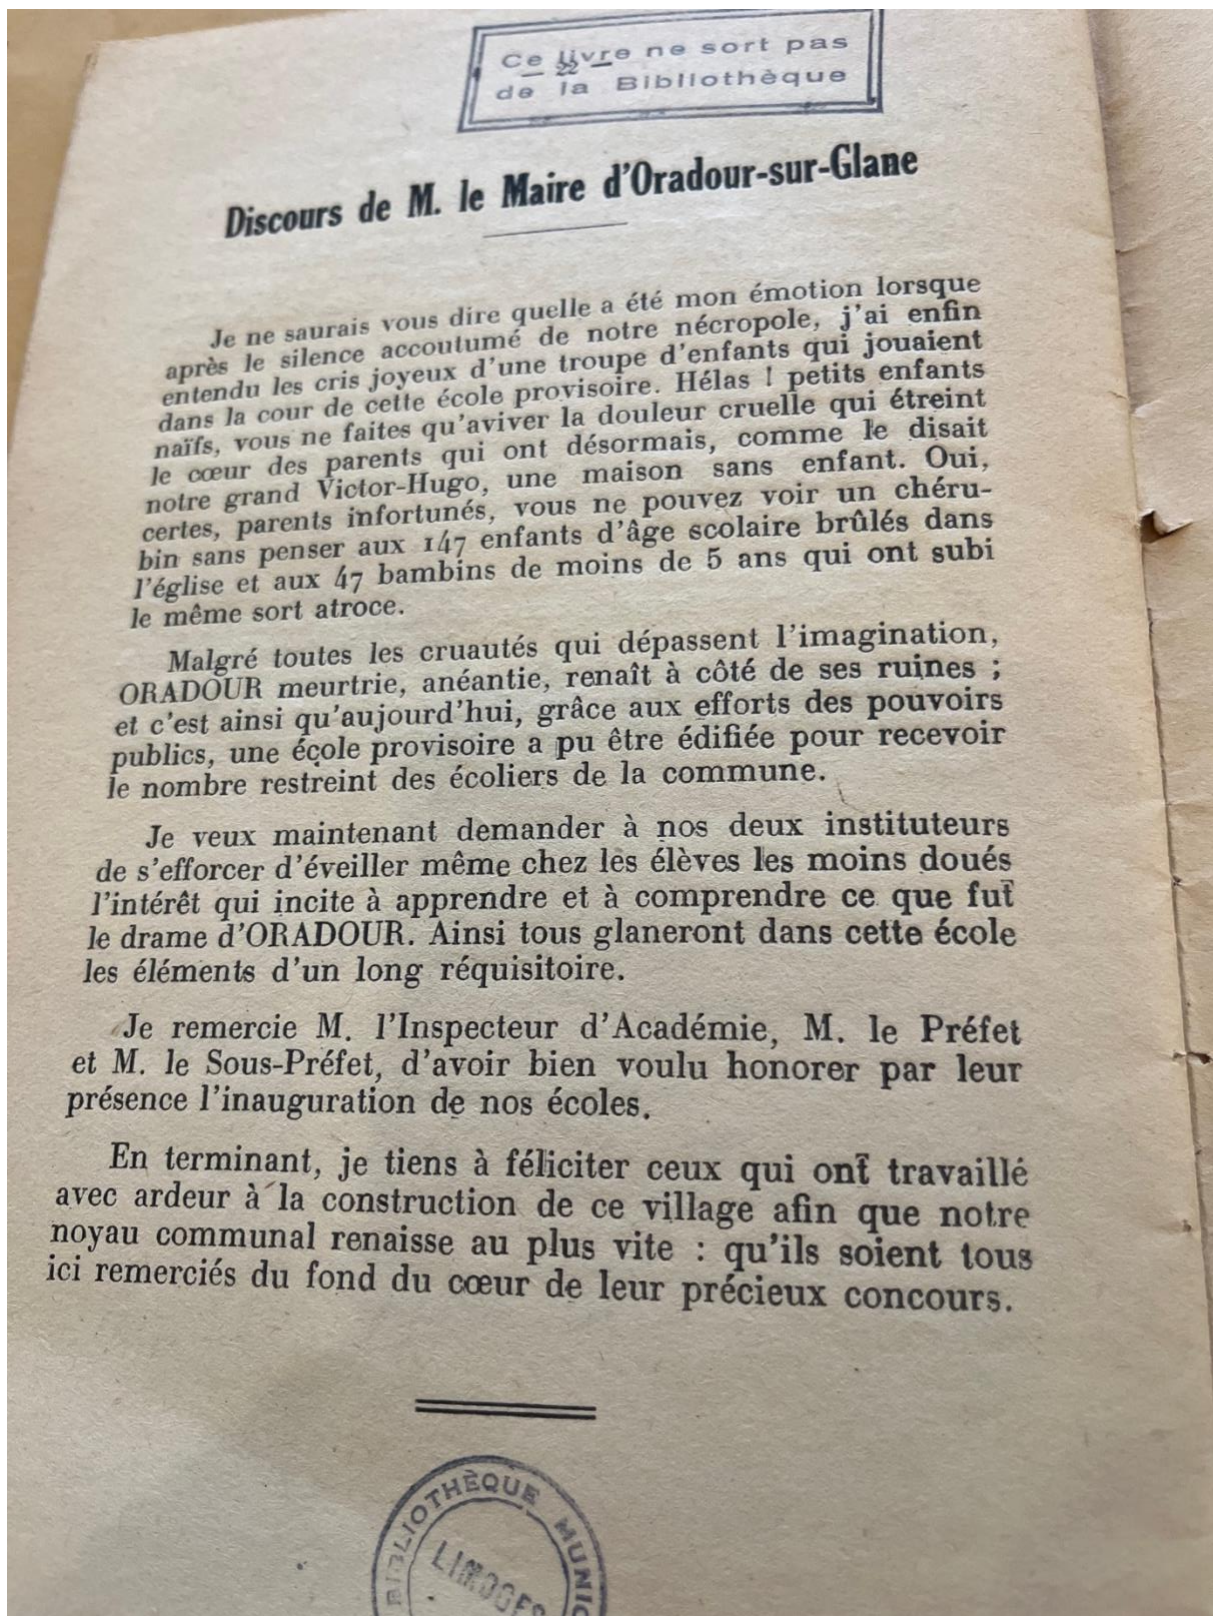 Ce livre ne sort pas
22
de la Bibliothèque
Discours de M. le Maire d'Oradour-sur-Glane
Je ne saurais vous dire quelle a été mon émotion lorsque
après le silence accoutumé de notre nécropole, j'ai enfin
entendu les cris joyeux d'une troupe d'enfants qui jouaient
dans la cour de cette école provisoire. Hélas ! petits enfants
naïfs, vous ne faites qu'aviver la douleur cruelle qui étreint
le cœur des parents qui ont désormais, comme le disait
notre grand Victor-Hugo, une maison sans enfant. Oui,
certes, parents infortunés, vous ne pouvez voir un chéru-
bin sans penser aux 147 enfants d'âge scolaire brûlés dans
l'église et aux 47 bambins de moins de 5 ans qui ont subi
le même sort atroce.
Malgré toutes les cruautés qui dépassent l'imagination,
ORADOUR meurtrie, anéantie, renaît à côté de ses ruines ;
et c'est ainsi qu'aujourd'hui, grâce aux efforts des pouvoirs
publics, une école provisoire a pu être édifiée pour recevoir
le nombre restreint des écoliers de la commune.
Je veux maintenant demander à nos deux instituteurs
de s'efforcer d'éveiller même chez les élèves les moins doués
l'intérêt qui incite à apprendre et à comprendre ce que fut
le drame d'ORADOUR. Ainsi tous glaneront dans cette école
les éléments d'un long réquisitoire.
Je remercie M. l'Inspecteur d'Académie, M. le Préfet
et M. le Sous-Préfet, d'avoir bien voulu honorer par leur
présence l'inauguration de nos écoles.
En terminant, je tiens à féliciter ceux qui ont travaillé
avec ardeur à la construction de ce village afin que notre
noyau communal renaisse au plus vite : qu'ils soient tous
ici remerciés du fond du cœur de leur précieux concours.
BIBLIOTHÈQUE MUNIC
LIMOGES